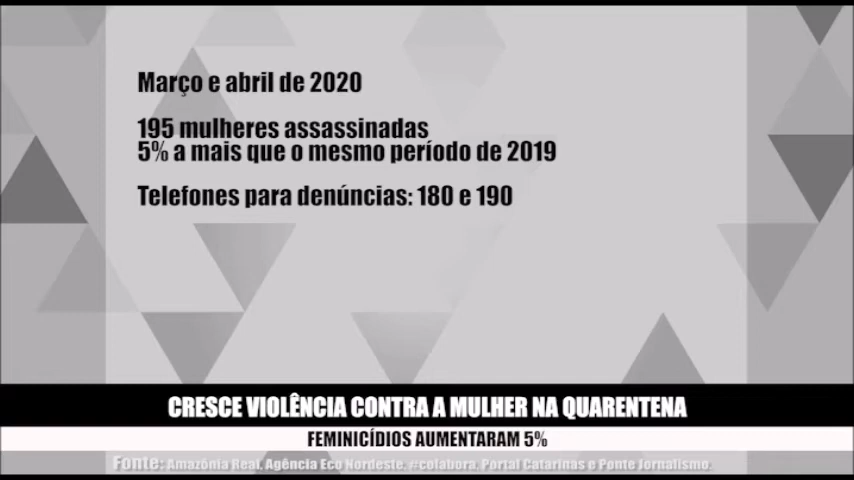 Março e abril de 2020
195 mulheres assassinadas
5% a mais que o mesmo período de 2019
Telefones para denúncias: 180 e 190
CRESCE VIOLÊNCIA CONTRA A MULHER NA QUARENTENA
FEMINICÍDIOS AUMENTARAM 5%
Fonte: Amazônia Real, Agência Eco Nordeste, #colabora, Portal Catarinas e Ponte Jornalismo.